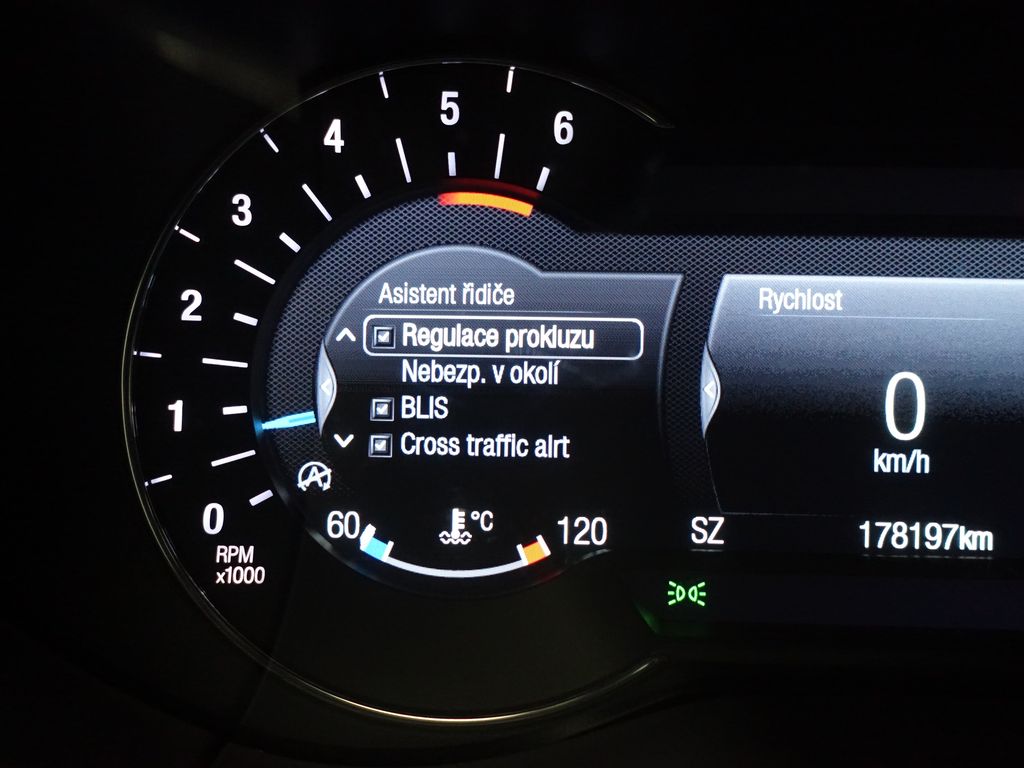 6
5
4
3
2
1
0
RPM
x1000
Asistent řidiče
Regulace prokluzu
Nebezp. v okolí
BLIS
Cross traffic alrt
60
°C
120
Rychlost
0
km/h
SZ
178197km
A